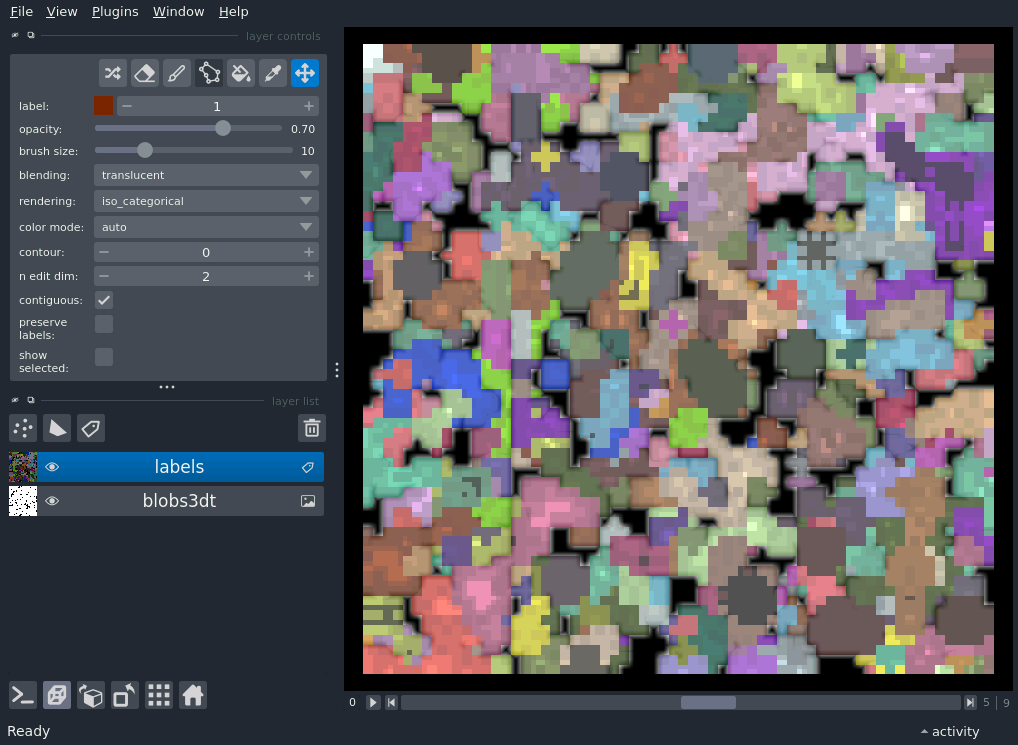 File View Plugins Window Help
layer controls
label: 1
opacity: 0.70
brush size: 10
blending: translucent
rendering: iso_categorical
color mode: auto
contour: 0
n edit dim: 2
contiguous:
preserve
labels:
show
selected:
layer list
labels
blobs3dt
0 5 9
Ready activity